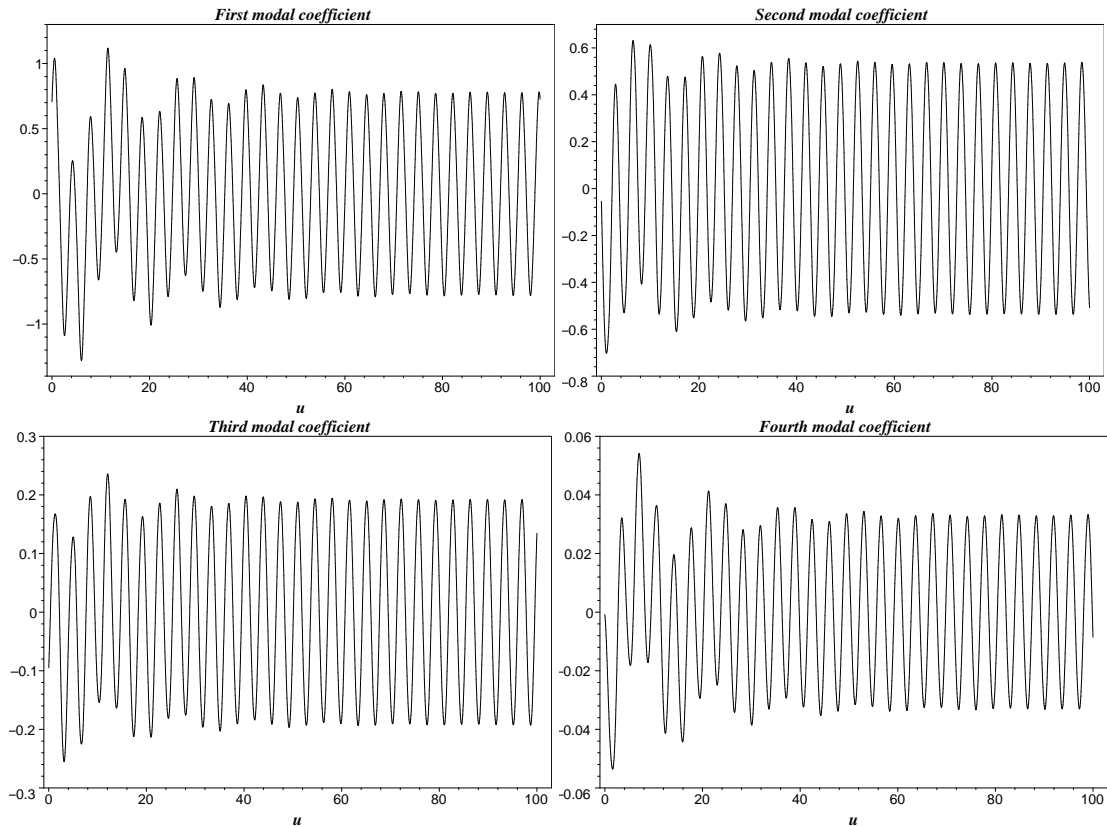 First modal coefficient
1
0.5
0
–0.5
–1
0 20 40 60 80 100
u
Second modal coefficient
0.6
0.4
0.2
0
–0.2
–0.4
–0.6
–0.8
0 20 40 60 80 100
u
Third modal coefficient
0.3
0.2
0.1
0
–0.1
–0.2
–0.3
0 20 40 60 80 100
u
Fourth modal coefficient
0.06
0.04
0.02
0
–0.02
–0.04
–0.06
0 20 40 60 80 100
u